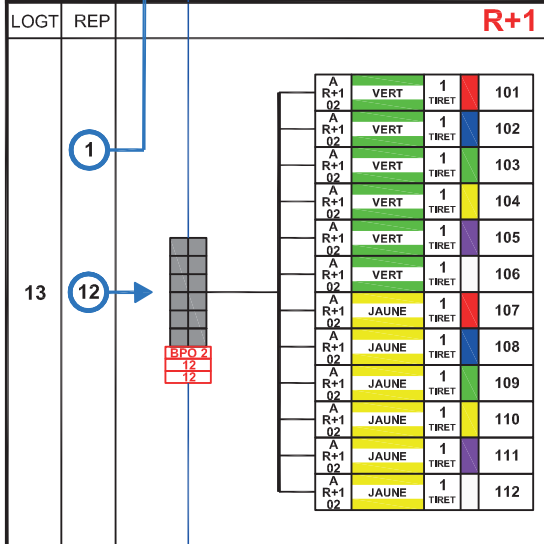 LOGT REP R+1
1
13 12
BPO 2
12
12
A R+1 02 VERT 1 TIRET 101
A R+1 02 VERT 1 TIRET 102
A R+1 02 VERT 1 TIRET 103
A R+1 02 VERT 1 TIRET 104
A R+1 02 VERT 1 TIRET 105
A R+1 02 VERT 1 TIRET 106
A R+1 02 JAUNE 1 TIRET 107
A R+1 02 JAUNE 1 TIRET 108
A R+1 02 JAUNE 1 TIRET 109
A R+1 02 JAUNE 1 TIRET 110
A R+1 02 JAUNE 1 TIRET 111
A R+1 02 JAUNE 1 TIRET 112